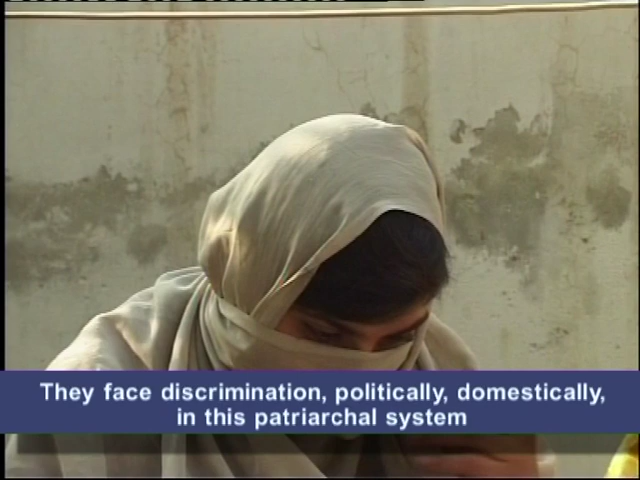 They face discrimination, politically, domestically,
in this patriarchal system